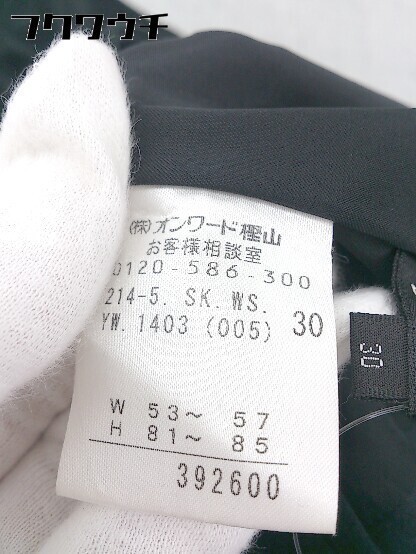 フクウウチ
(株)オンワード樫山
お客様相談室
0120-586-300
214-5. SK. WS.
YW. 1403 (005) 30
W 53～ 57
H 81～ 85
392600
30